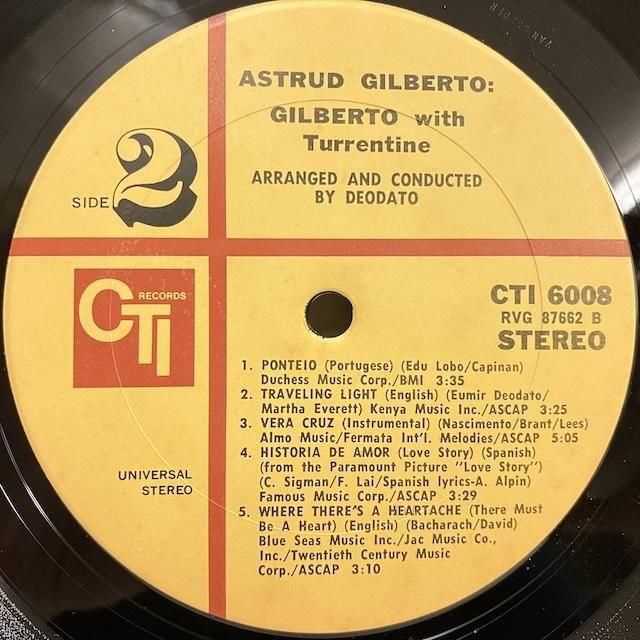 VAN GELDER
ASTRUD GILBERTO:
GILBERTO with
Turrentine
ARRANGED AND CONDUCTED
BY DEODATO
SIDE 2
CTI RECORDS
CTI 6008
RVG 87662 B
STEREO
UNIVERSAL
STEREO
1. PONTEIO (Portugese) (Edu Lobo/Capinan)
Duchess Music Corp./BMI 3:35
2. TRAVELING LIGHT (English) (Eumir Deodato/
Martha Everett) Kenya Music Inc./ASCAP 3:25
3. VERA CRUZ (Instrumental) (Nascimento/Brant/Lees)
Almo Music/Fermata Int'l. Melodies/ASCAP 5:05
4. HISTORIA DE AMOR (Love Story) (Spanish)
(from the Paramount Picture "Love Story")
(C. Sigman/F. Lai/Spanish lyrics-A. Alpin)
Famous Music Corp./ASCAP 3:29
5. WHERE THERE'S A HEARTACHE (There Must
Be A Heart) (English) (Bacharach/David)
Blue Seas Music Inc./Jac Music Co.,
Inc./Twentieth Century Music
Corp./ASCAP 3:10